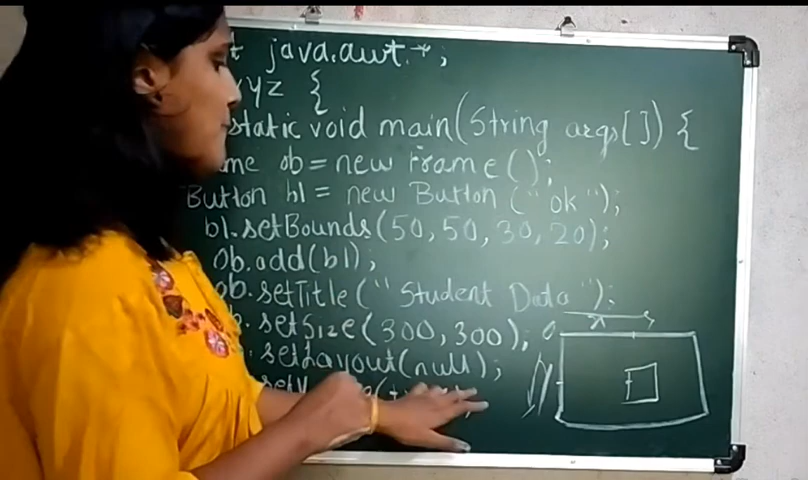 t java.awt.*;
xyz {
static void main(String args[]) {
me ob = new Frame();
Button b1 = new Button ("ok");
b1.setBounds(50, 50, 30, 20);
ob.add(b1);
ob.setTitle("Student Data");
b.setSize(300, 300);
.setLayout(null);
x
y